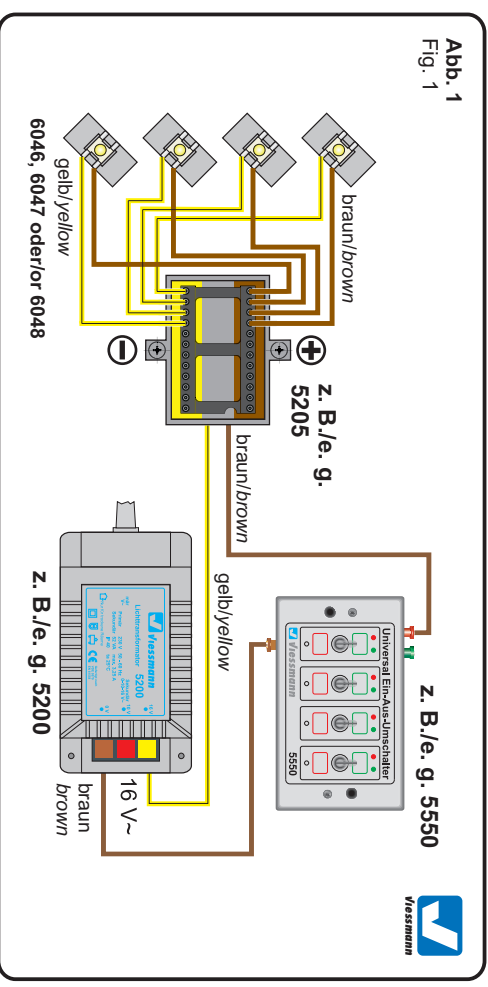 Abb. 1
Fig. 1
braun/brown
gelb/yellow
6046, 6047 oder/or 6048
+
−
z. B./e. g.
5205
braun/brown
gelb/yellow
z. B./e. g. 5550
Universal Ein-Aus-Umschalter
Viessmann
5550
z. B./e. g. 5200
Viessmann
Lichttransformator 5200
16 V~
braun
brown
Viessmann